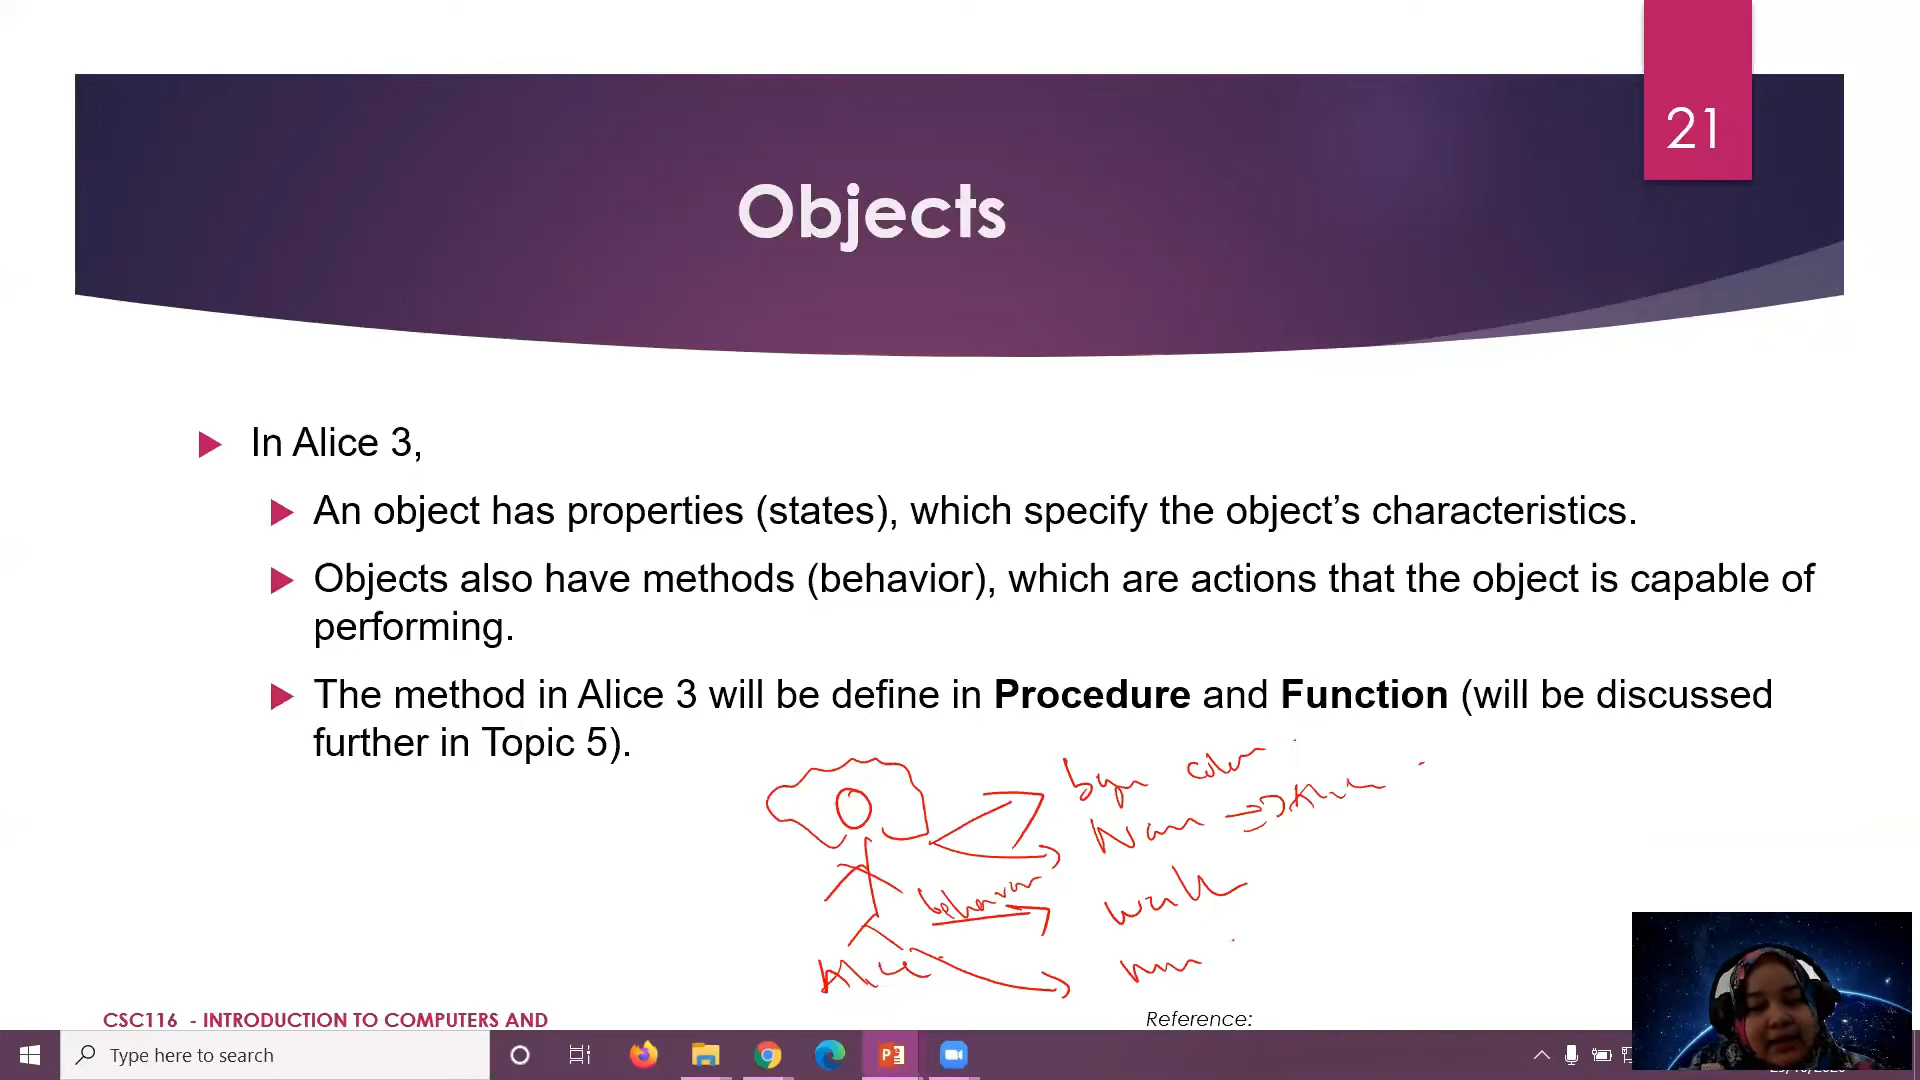 21
Objects
In Alice 3,
An object has properties (states), which specify the object’s characteristics.
Objects also have methods (behavior), which are actions that the object is capable of
performing.
The method in Alice 3 will be define in Procedure and Function (will be discussed
further in Topic 5).
color
behavior
walk
Alice
CSC116 - INTRODUCTION TO COMPUTERS AND
Reference:
Type here to search